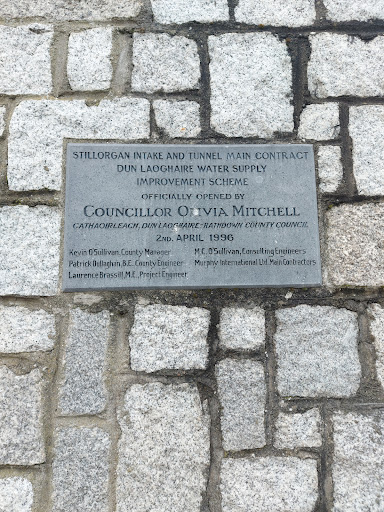 STILLORGAN INTAKE AND TUNNEL MAIN CONTRACT
DUN LAOGHAIRE WATER SUPPLY
IMPROVEMENT SCHEME
OFFICIALLY OPENED BY
COUNCILLOR OLIVIA MITCHELL
CATHAOIRLEACH, DUN LAOGHAIRE-RATHDOWN COUNTY COUNCIL
2ND. APRIL 1996
Kevin O'Sullivan, County Manager M.C. O'Sullivan, Consulting Engineers
Patrick O'Hagan, B.E., County Engineer Murphy International Ltd. Main Contractors
Laurence Brassill, M.E., Project Engineer